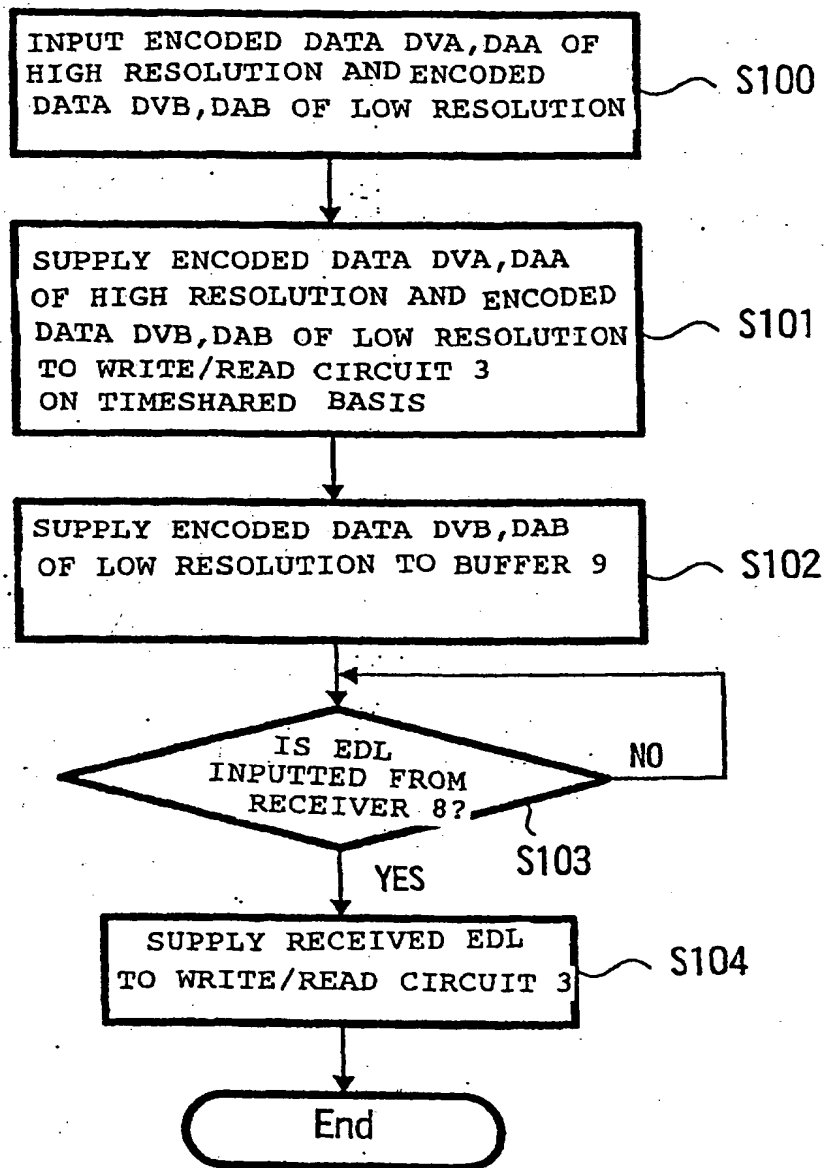 INPUT ENCODED DATA DVA,DAA OF
HIGH RESOLUTION AND ENCODED
DATA DVB,DAB OF LOW RESOLUTION
S100
SUPPLY ENCODED DATA DVA,DAA
OF HIGH RESOLUTION AND ENCODED
DATA DVB,DAB OF LOW RESOLUTION
TO WRITE/READ CIRCUIT 3
ON TIMESHARED BASIS
S101
SUPPLY ENCODED DATA DVB,DAB
OF LOW RESOLUTION TO BUFFER 9
S102
IS EDL
INPUTTED FROM
RECEIVER 8?
NO
S103
YES
SUPPLY RECEIVED EDL
TO WRITE/READ CIRCUIT 3
S104
End